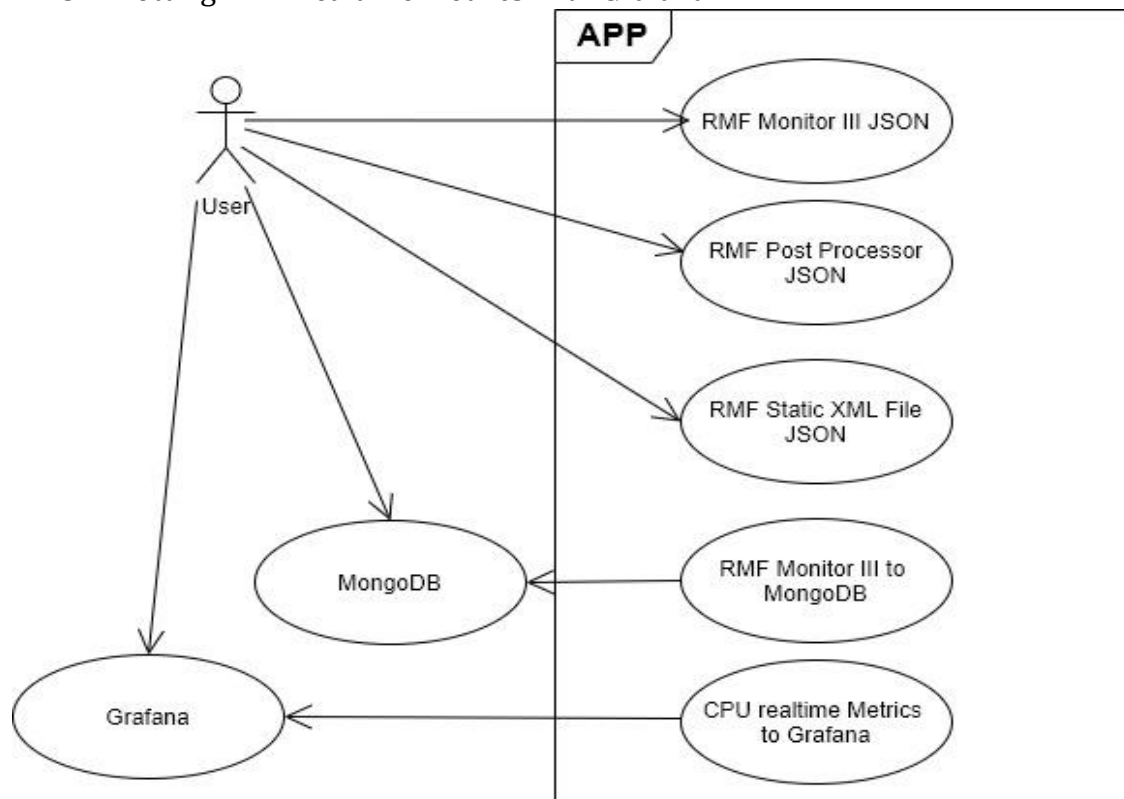 APP
RMF Monitor III JSON
User
RMF Post Processor
JSON
RMF Static XML File
JSON
MongoDB
RMF Monitor III to
MongoDB
Grafana
CPU realtime Metrics
to Grafana